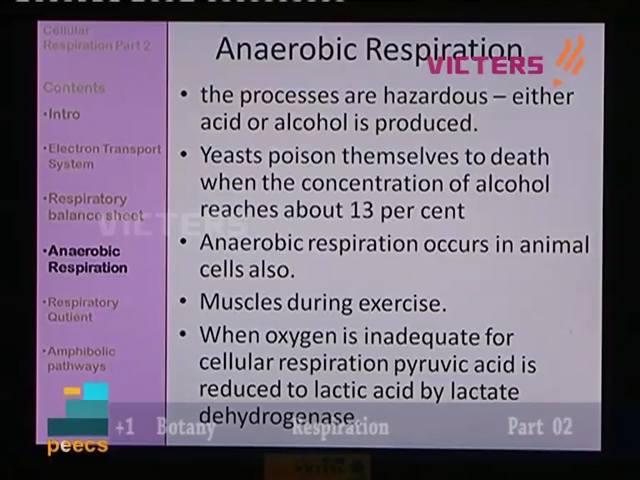 Cellular
Respiration Part 2
Contents
•Intro
•Electron Transport
System
•Respiratory
balance sheet
•Anaerobic
Respiration
•Respiratory
Qutient
•Amphibolic
pathways
Anaerobic Respiration
VICTERS
• the processes are hazardous – either
acid or alcohol is produced.
• Yeasts poison themselves to death
when the concentration of alcohol
reaches about 13 per cent
VICTERS
• Anaerobic respiration occurs in animal
cells also.
• Muscles during exercise.
• When oxygen is inadequate for
cellular respiration pyruvic acid is
reduced to lactic acid by lactate
dehydrogenase.
+1 Botany Respiration Part 02
peecs